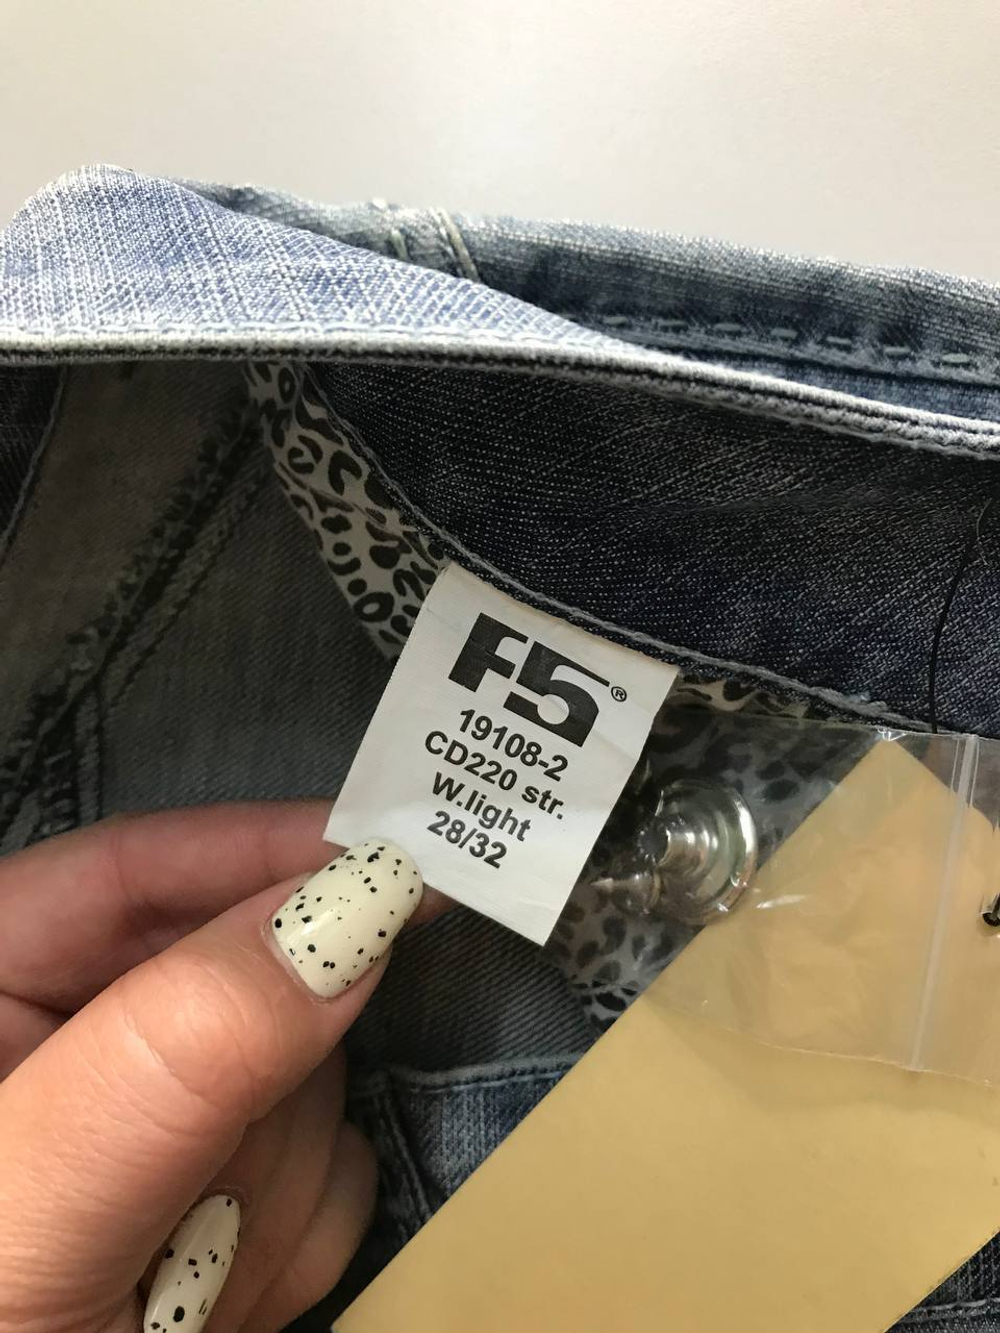 F5®
19108-2
CD220 str.
W.light
28/32